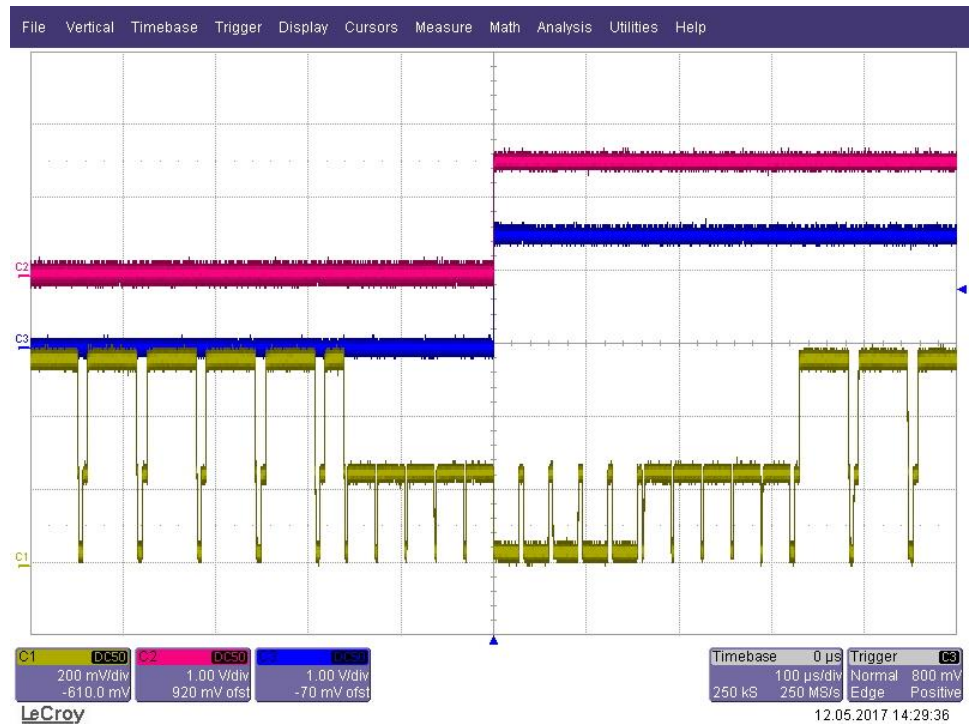 File Vertical Timebase Trigger Display Cursors Measure Math Analysis Utilities Help
C2
C3
C1
C1 DC50 C2 DC50 C3 DC50 Timebase 0 µs Trigger C3
200 mV/div 1.00 V/div 1.00 V/div 100 µs/div Normal 800 mV
-610.0 mV 920 mV ofst -70 mV ofst 250 kS 250 MS/s Edge Positive
LeCroy 12.05.2017 14:29:36